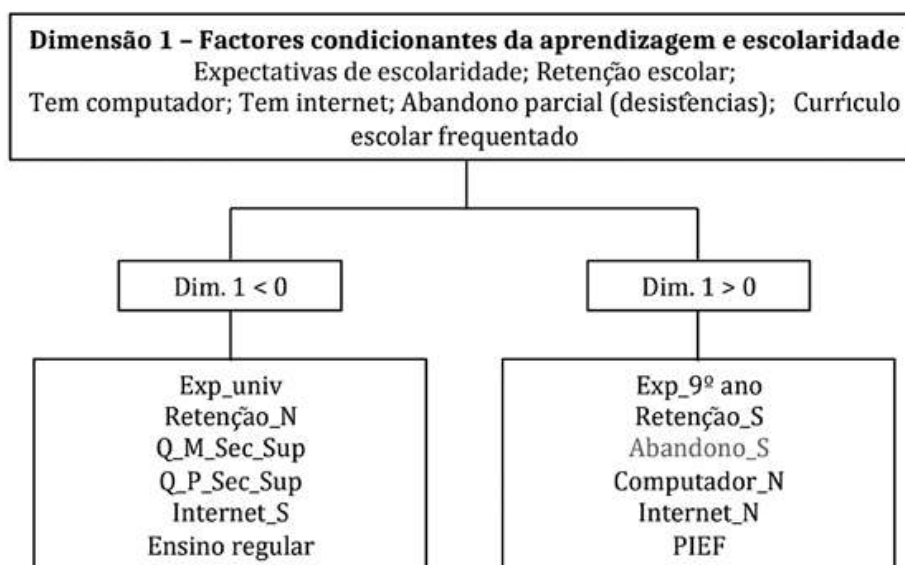 Dimensão 1 – Factores condicionantes da aprendizagem e escolaridade
Expectativas de escolaridade; Retenção escolar;
Tem computador; Tem internet; Abandono parcial (desistências); Currículo
escolar frequentado
Dim. 1 < 0
Dim. 1 > 0
Exp_univ
Retenção_N
Q_M_Sec_Sup
Q_P_Sec_Sup
Internet_S
Ensino regular
Exp_9º ano
Retenção_S
Abandono_S
Computador_N
Internet_N
PIEF